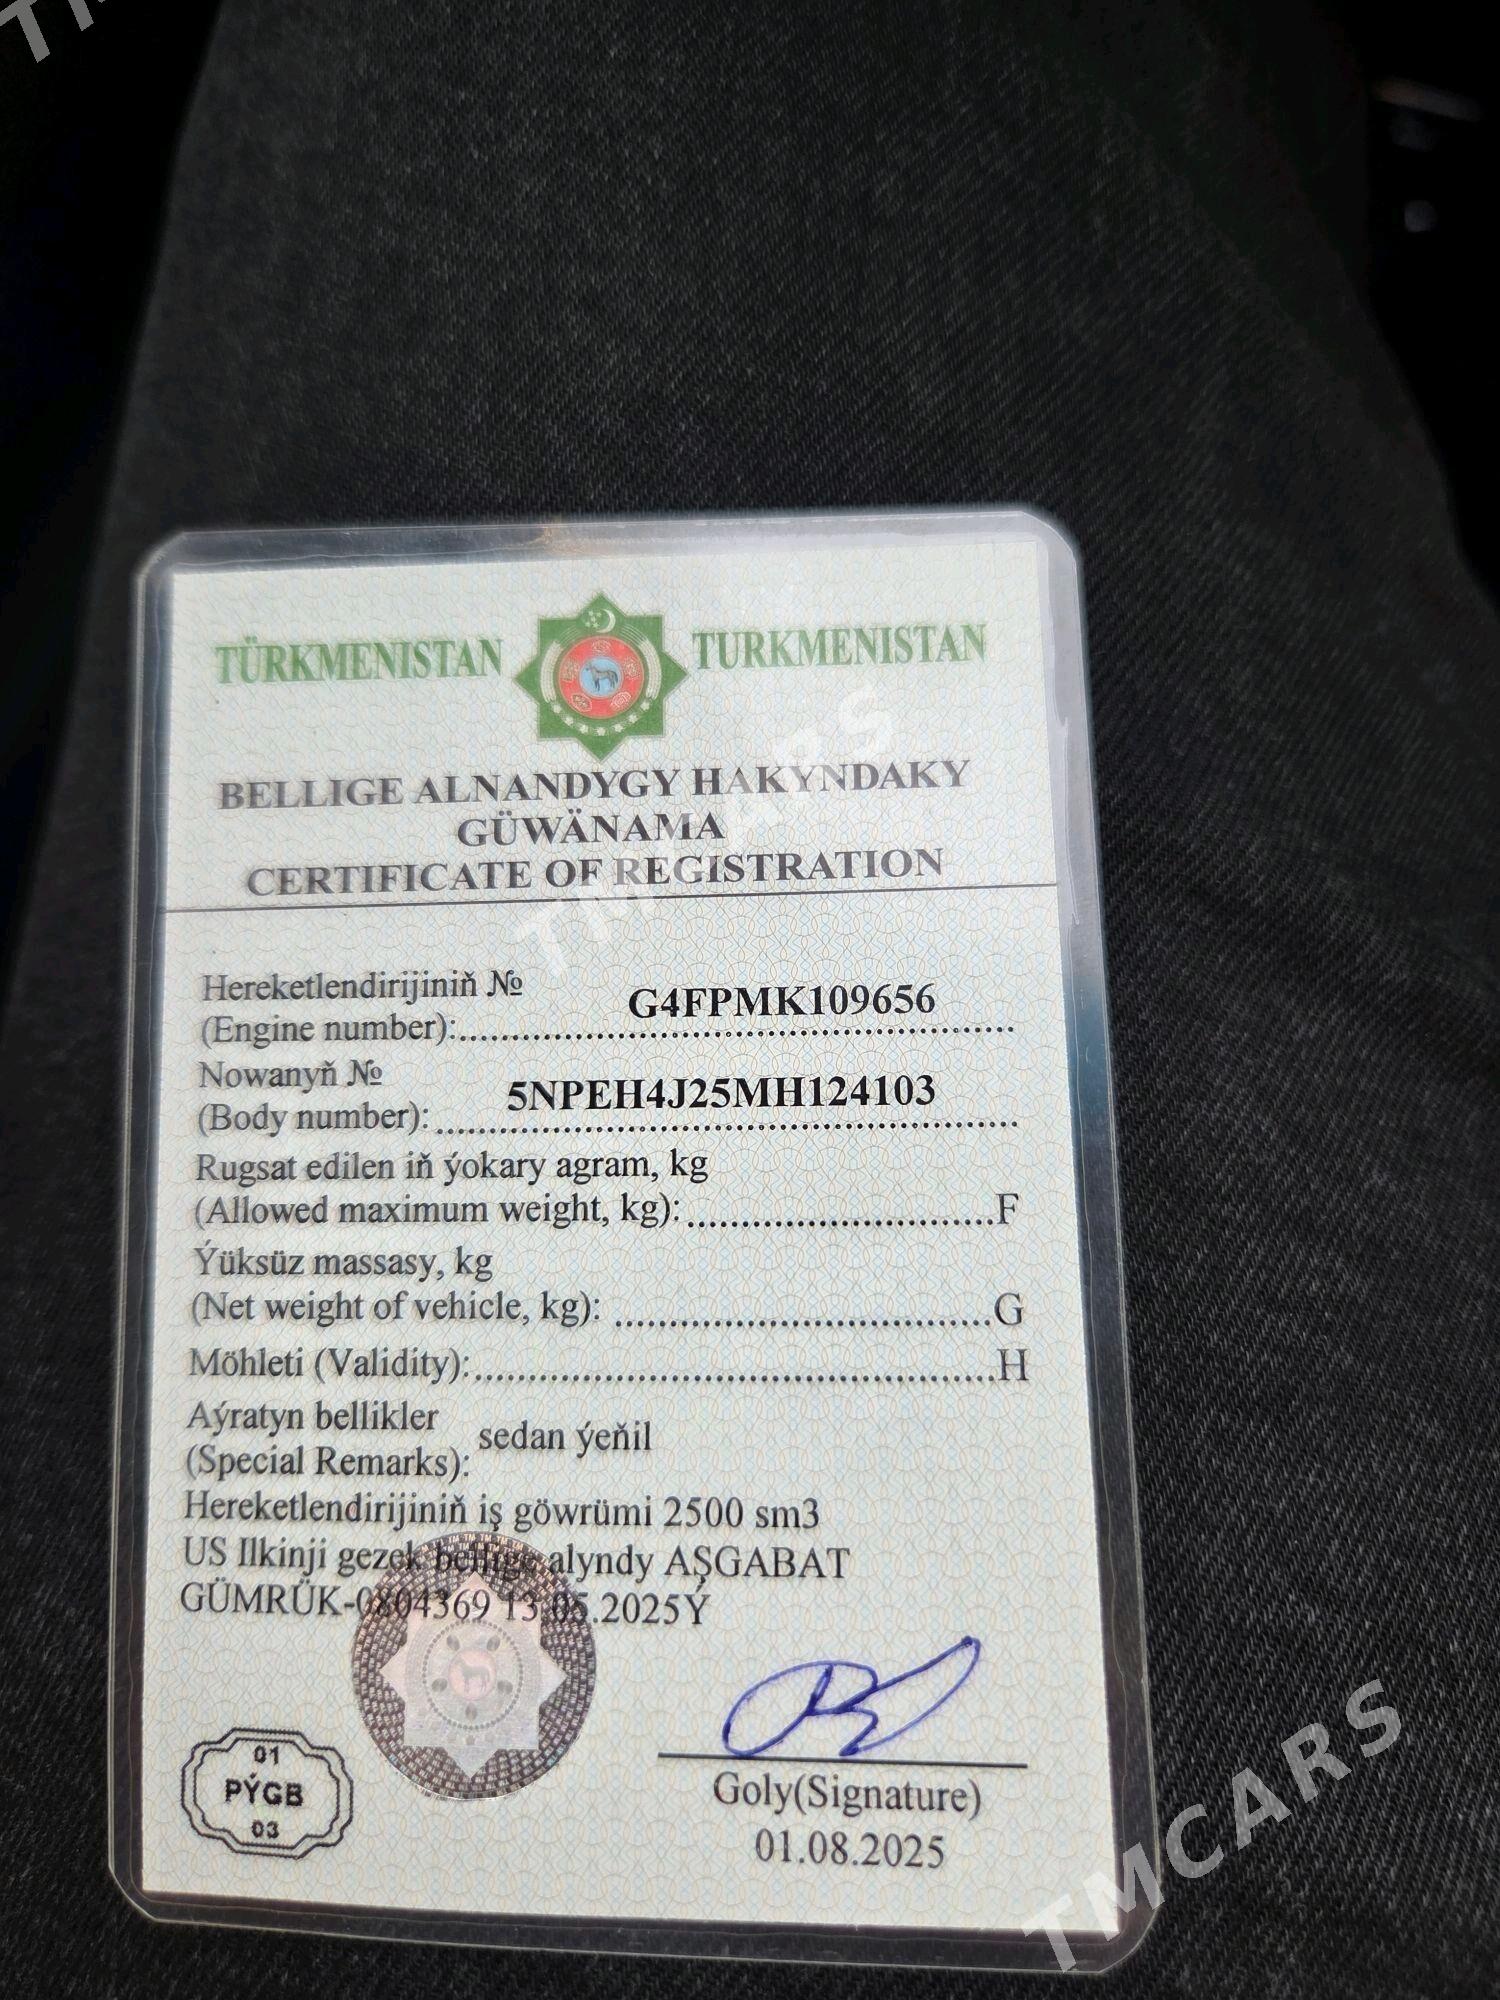 TÜRKMENISTAN TURKMENISTAN
BELLIGE ALNANDYGY HAKYNDAKY
GÜWÄNAMA
CERTIFICATE OF REGISTRATION
Hereketlendirijiniň №
(Engine number): G4FPMK109656
Nowanyň №
(Body number): 5NPEH4J25MH124103
Rugsat edilen iň ýokary agram, kg
(Allowed maximum weight, kg): F
Ýüksüz massasy, kg
(Net weight of vehicle, kg): G
Möhleti (Validity): H
Aýratyn bellikler
(Special Remarks): sedan ýeňil
Hereketlendirijiniň iş göwrümi 2500 sm3
US Ilkinji gezek bellige alyndy AŞGABAT
GÜMRÜK-0804369 13.05.2025Ý
01
PÝGB
03
Goly(Signature)
01.08.2025
TMCARS
TMCARS